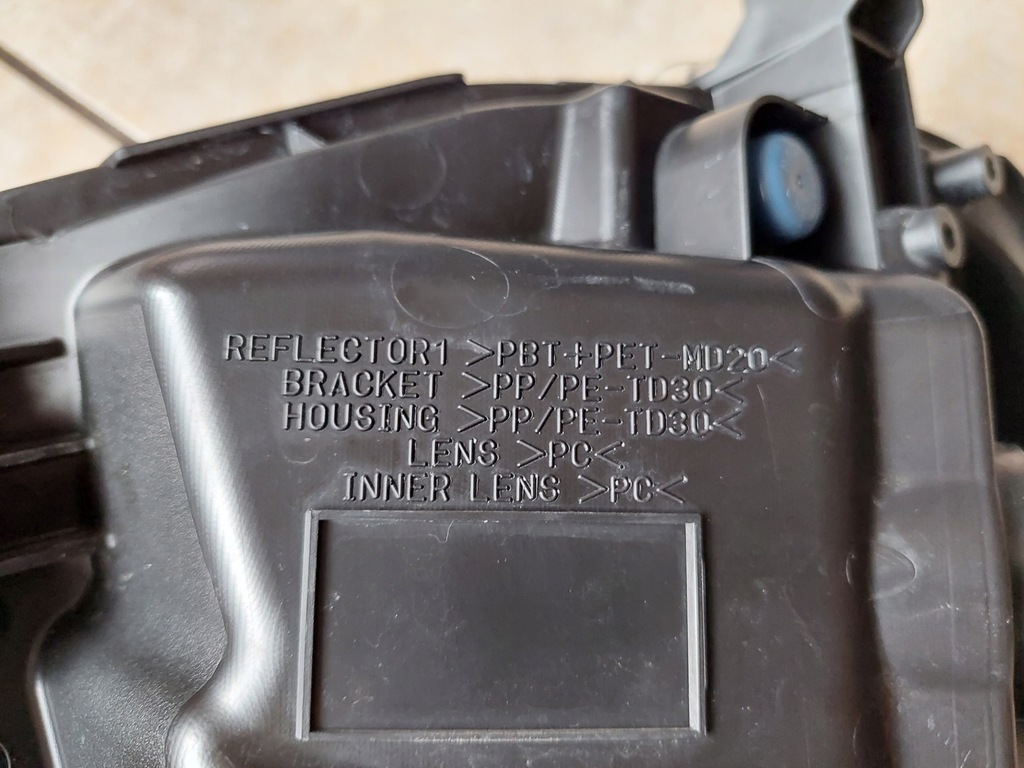 REFLECTOR1 >PBT+PET-MD20<
BRACKET >PP/PE-TD30<
HOUSING >PP/PE-TD30<
LENS >PC<
INNER LENS >PC<